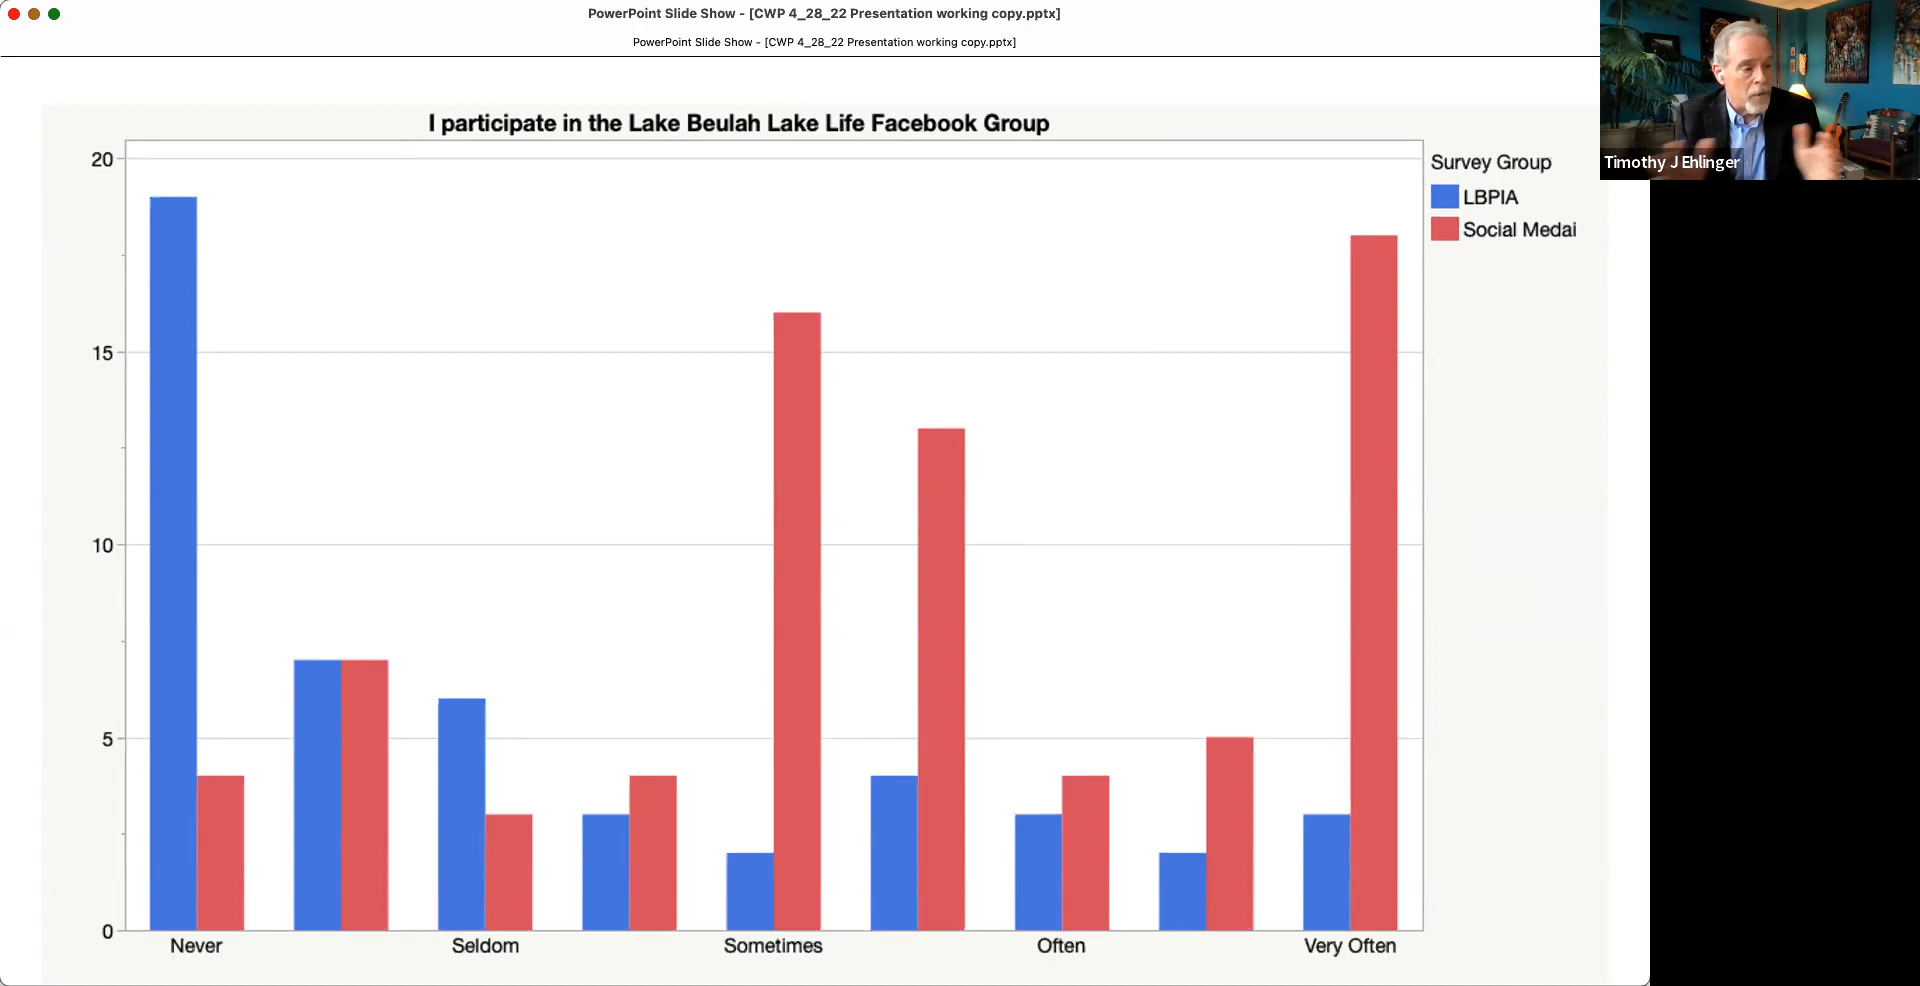 PowerPoint Slide Show - [CWP 4_28_22 Presentation working copy.pptx]
PowerPoint Slide Show - [CWP 4_28_22 Presentation working copy.pptx]
Timothy J Ehlinger
I participate in the Lake Beulah Lake Life Facebook Group
Survey Group
LBPIA
Social Medai
20
15
10
5
0
Never
Seldom
Sometimes
Often
Very Often